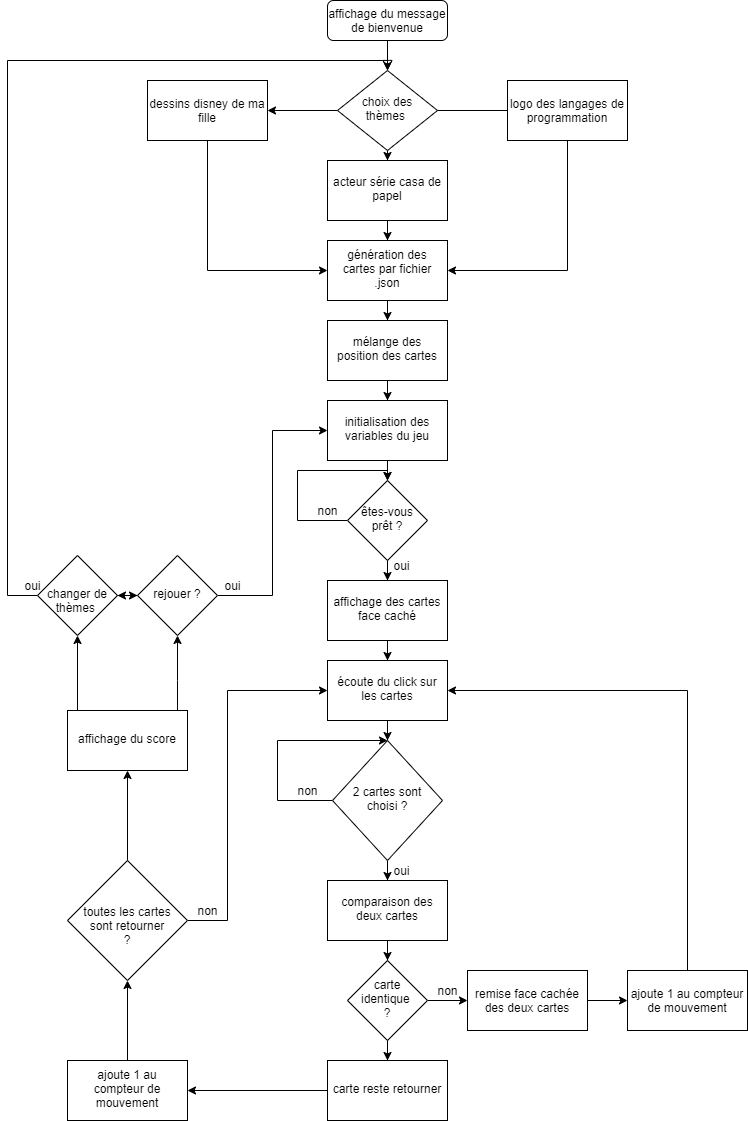 affichage du message
de bienvenue
choix des
thèmes
dessins disney de ma
fille
logo des langages de
programmation
acteur série casa de
papel
génération des
cartes par fichier
.json
mélange des
position des cartes
initialisation des
variables du jeu
non
êtes-vous
prêt ?
oui
oui
changer de
thèmes
rejouer ?
oui
affichage des cartes
face caché
écoute du click sur
les cartes
affichage du score
non
2 cartes sont
choisi ?
oui
toutes les cartes
sont retourner
?
non
comparaison des
deux cartes
carte
identique
?
non
remise face cachée
des deux cartes
ajoute 1 au compteur
de mouvement
ajoute 1 au
compteur de
mouvement
carte reste retourner